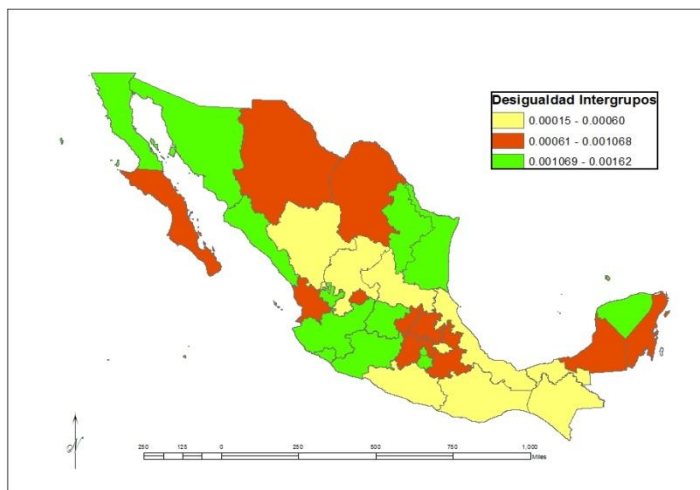 Desigualdad Intergrupos
0.00015 - 0.00060
0.00061 - 0.001068
0.001069 - 0.00162
N
250 125 0 250 500 750 1,000
Miles